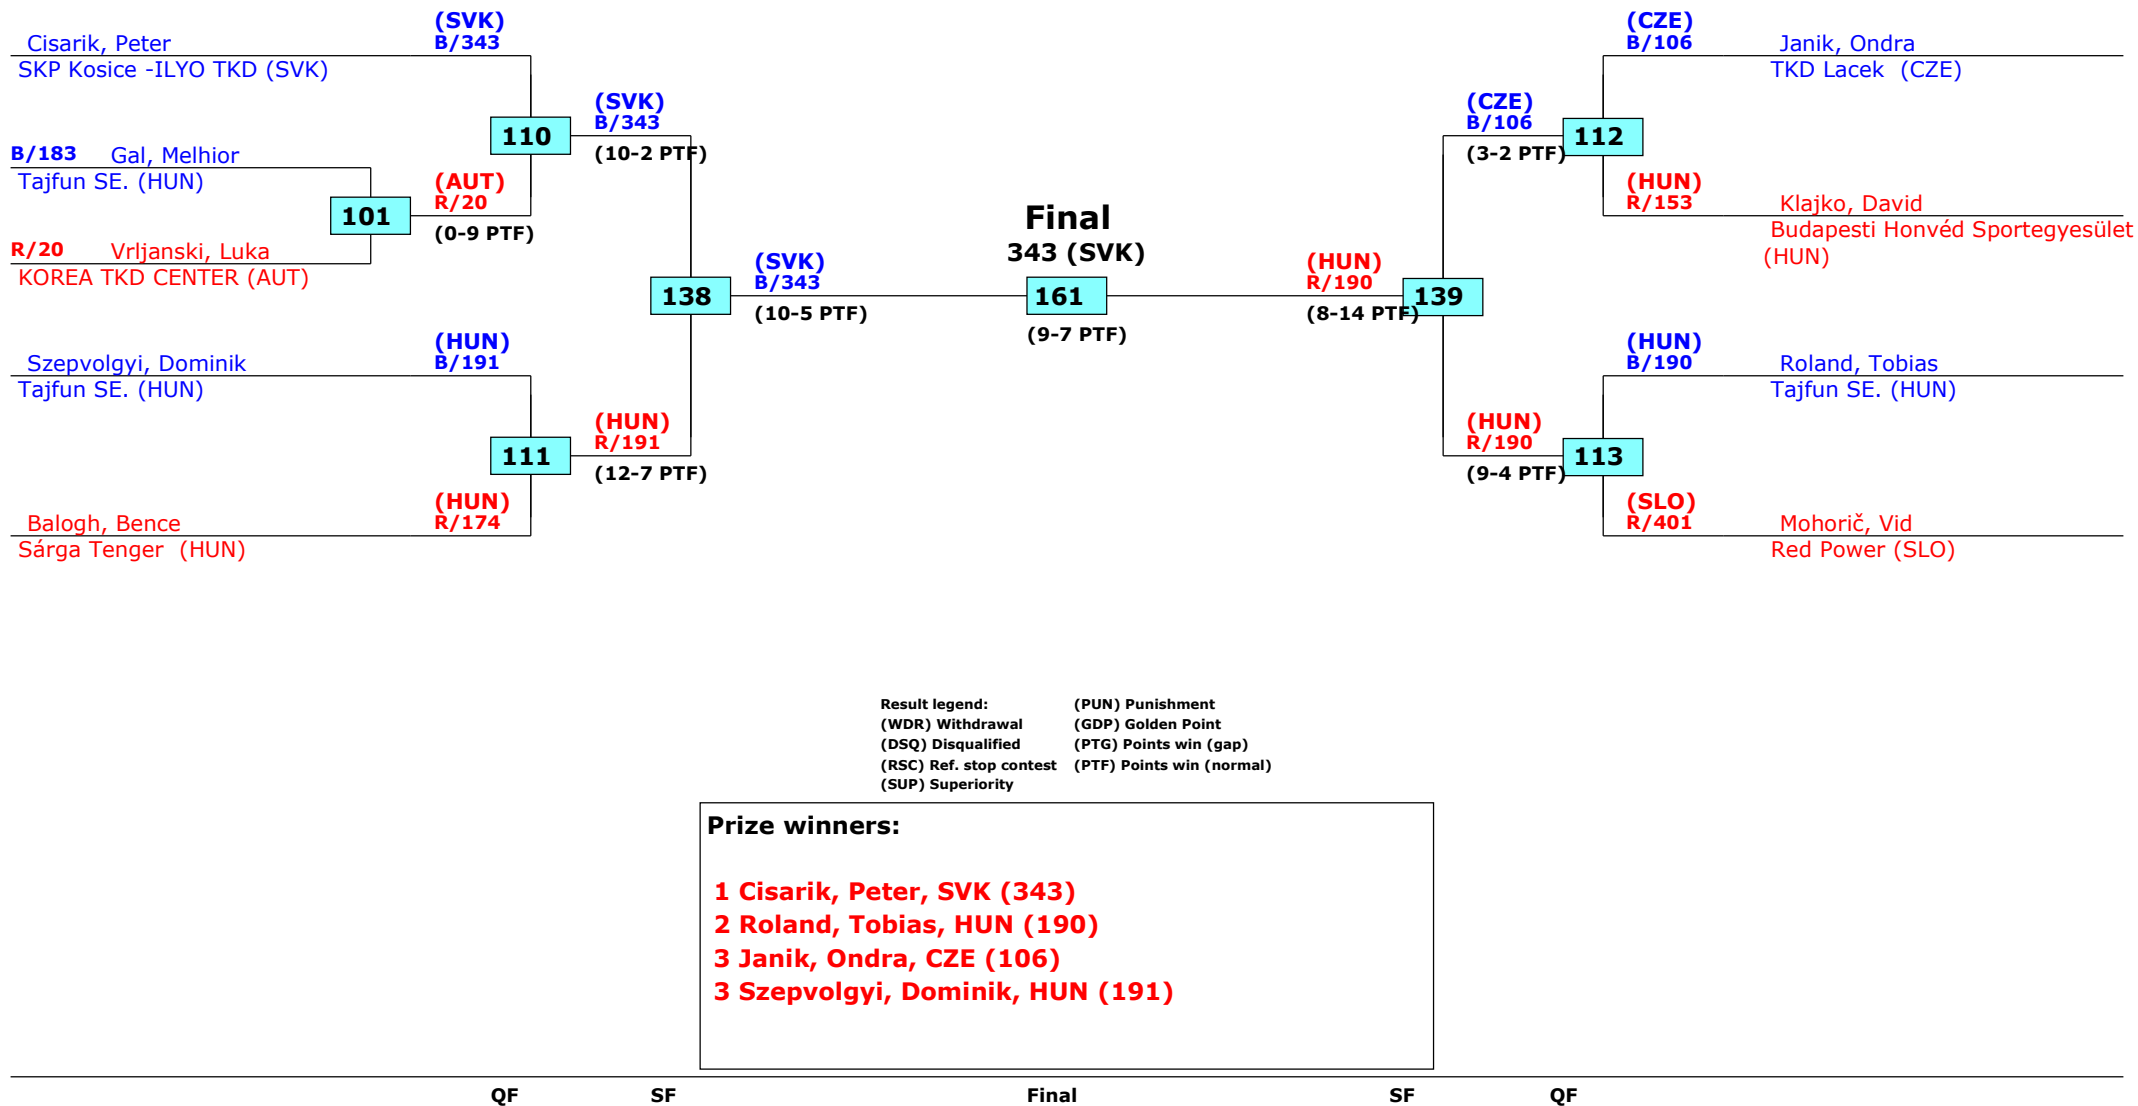 (SVK)
B/343
Cisarik, Peter
SKP Kosice -ILYO TKD (SVK)
(SVK)
B/343
110
(10-2 PTF)
B/183 Gal, Melhior
Tajfun SE. (HUN)
(AUT)
R/20
101
(0-9 PTF)
R/20 Vrljanski, Luka
KOREA TKD CENTER (AUT)
(SVK)
B/343
138
(10-5 PTF)
(HUN)
B/191
Szepvolgyi, Dominik
Tajfun SE. (HUN)
(HUN)
R/191
111
(12-7 PTF)
(HUN)
R/174
Balogh, Bence
Sárga Tenger (HUN)
Final
343 (SVK)
161
(9-7 PTF)
(CZE)
B/106
Janik, Ondra
TKD Lacek (CZE)
(CZE)
B/106
112
(3-2 PTF)
(HUN)
R/153
Klajko, David
Budapesti Honvéd Sportegyesület
(HUN)
(HUN)
R/190
139
(8-14 PTF)
(HUN)
B/190
Roland, Tobias
Tajfun SE. (HUN)
(HUN)
R/190
113
(9-4 PTF)
(SLO)
R/401
Mohorič, Vid
Red Power (SLO)
Result legend: (PUN) Punishment
(WDR) Withdrawal (GDP) Golden Point
(DSQ) Disqualified (PTG) Points win (gap)
(RSC) Ref. stop contest (PTF) Points win (normal)
(SUP) Superiority
Prize winners:
1 Cisarik, Peter, SVK (343)
2 Roland, Tobias, HUN (190)
3 Janik, Ondra, CZE (106)
3 Szepvolgyi, Dominik, HUN (191)
QF SF Final SF QF